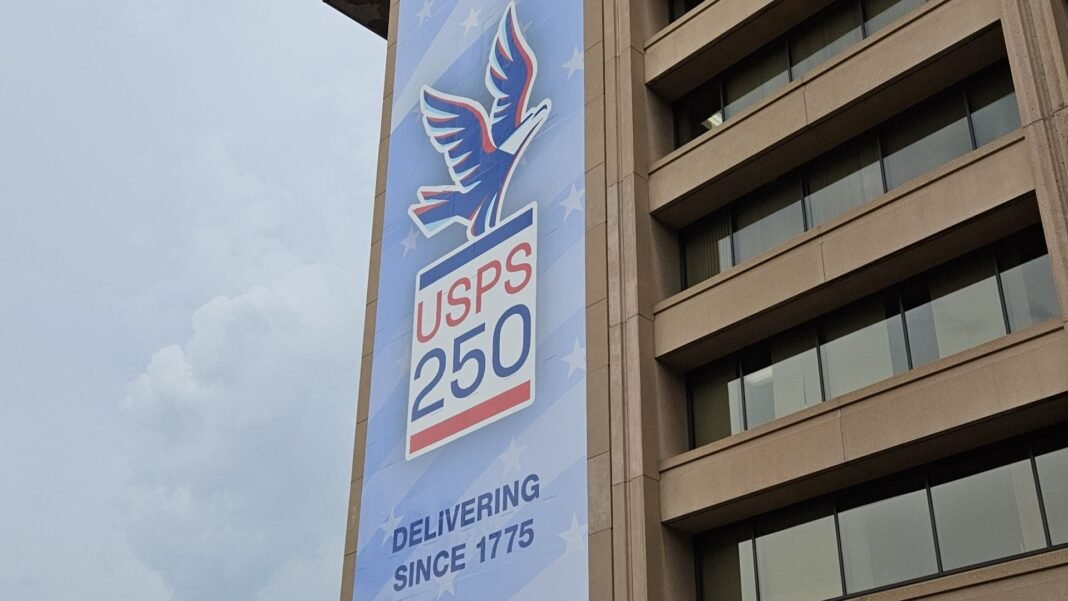 USPS
250
DELIVERING
SINCE 1775